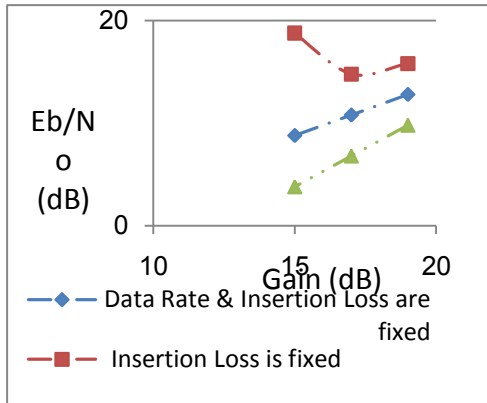 20
Eb/N
o
(dB)
0
10 15 20
Gain (dB)
Data Rate & Insertion Loss are
fixed
Insertion Loss is fixed